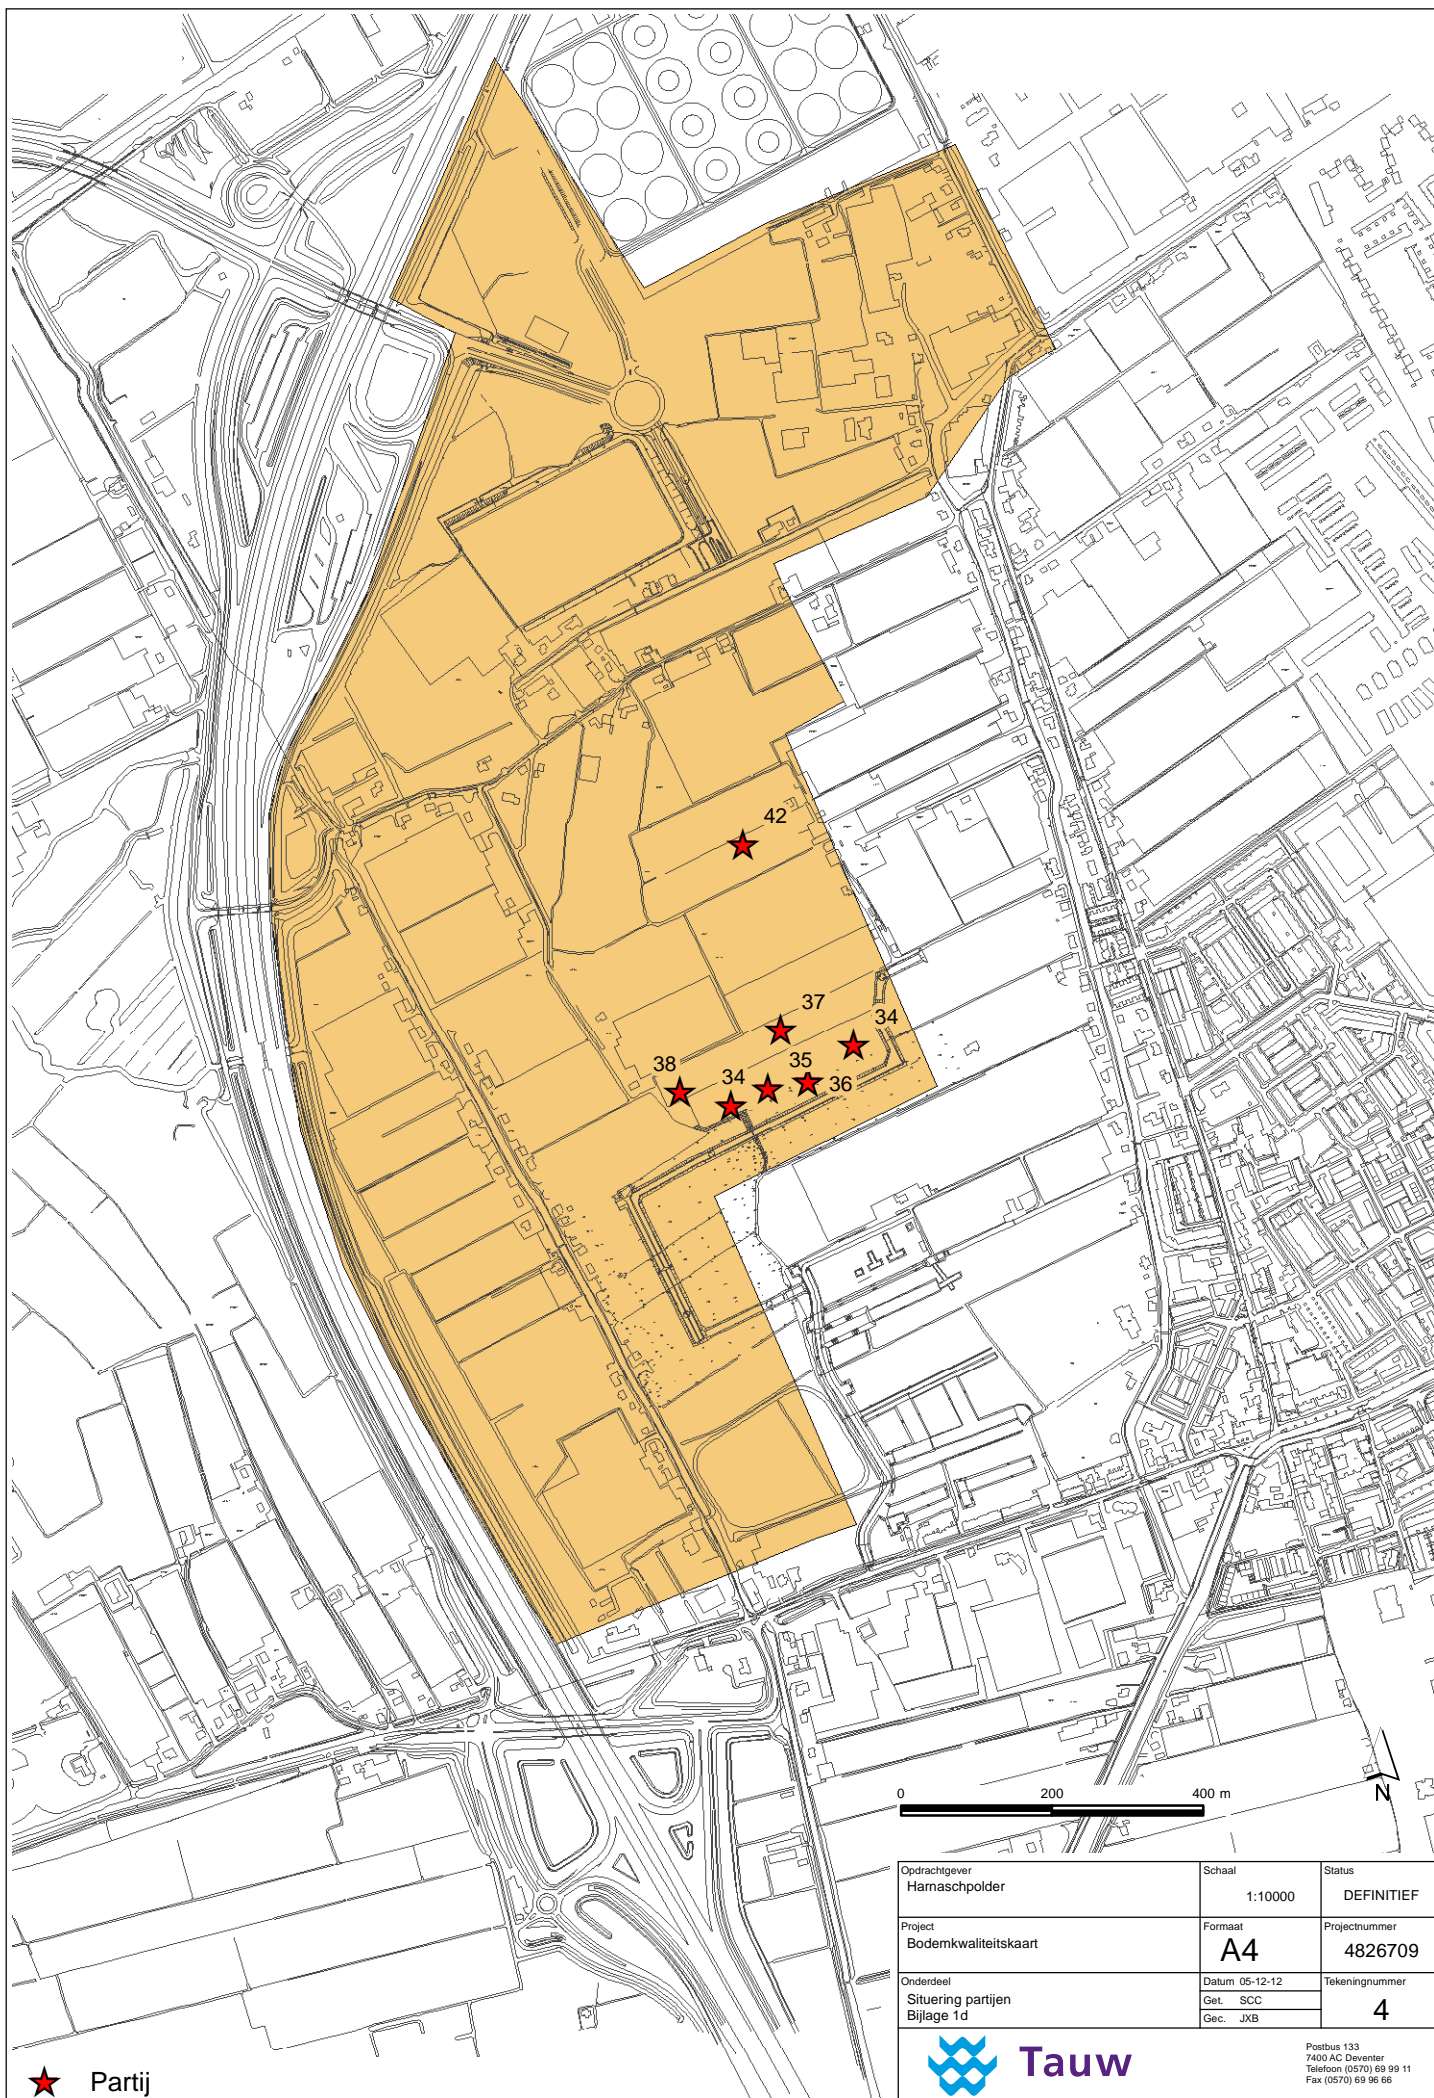 42
37
34
38
34
35
36
0 200 400 m
N
Opdrachtgever
Harnaschpolder
Schaal
1:10000
Status
DEFINITIEF
Project
Bodemkwaliteitskaart
Formaat
A4
Projectnummer
4826709
Onderdeel
Situering partijen
Bijlage 1d
Datum 05-12-12
Get. SCC
Gec. JXB
Tekeningnummer
4
Tauw
Postbus 133
7400 AC Deventer
Telefoon (0570) 69 99 11
Fax (0570) 69 96 66
Partij